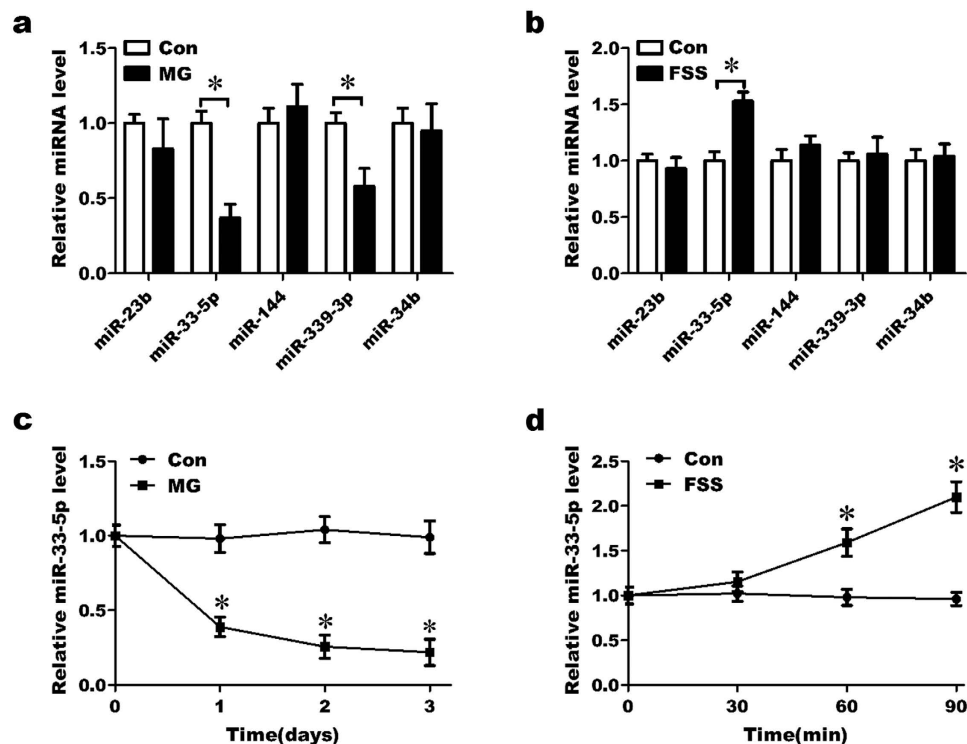 a
Con
MG
Relative miRNA level
1.5
1.0
0.5
0.0
*
*
miR-23b
miR-33-5p
miR-144
miR-339-3p
miR-34b
b
Con
FSS
Relative miRNA level
2.0
1.5
1.0
0.5
0.0
*
miR-23b
miR-33-5p
miR-144
miR-339-3p
miR-34b
c
Con
MG
Relative miR-33-5p level
1.5
1.0
0.5
0.0
*
*
*
0 1 2 3
Time(days)
d
Con
FSS
Relative miR-33-5p level
2.5
2.0
1.5
1.0
0.5
0.0
*
*
0 30 60 90
Time(min)